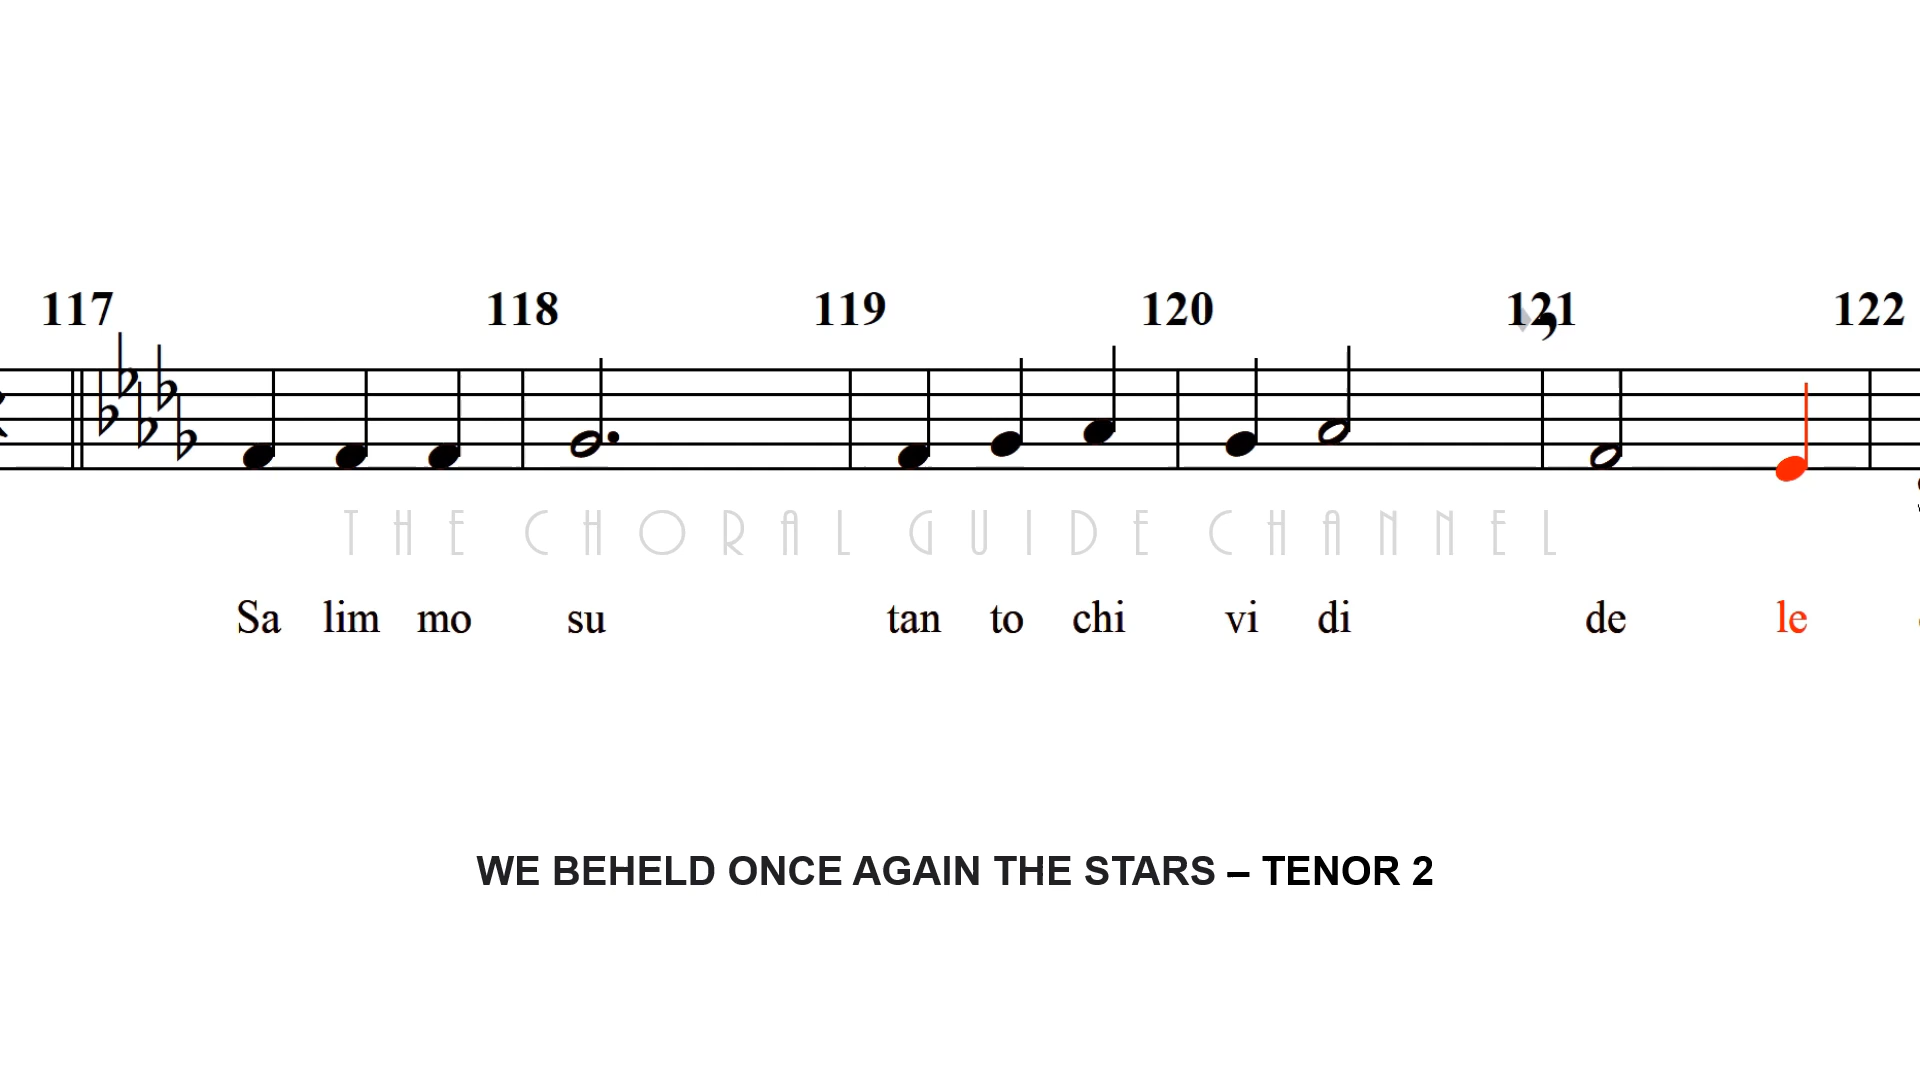 117 118 119 120 121 122
THE CHORAL GUIDE CHANNEL
Sa lim mo su tan to chi vi di de le
WE BEHELD ONCE AGAIN THE STARS – TENOR 2